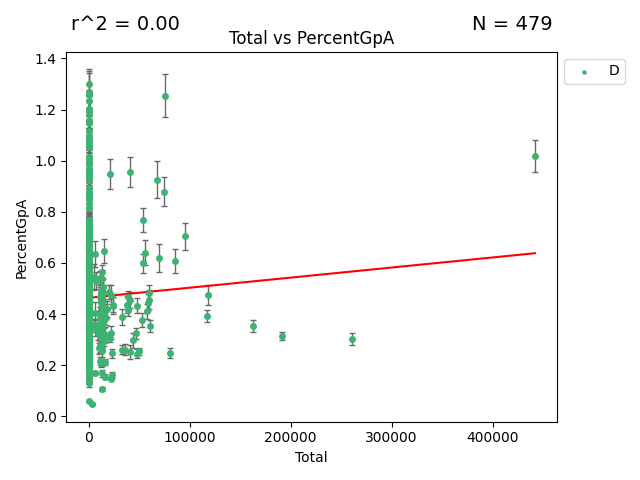 r^2 = 0.00
N = 479
Total vs PercentGpA
D
PercentGpA
1.4
1.2
1.0
0.8
0.6
0.4
0.2
0.0
0
100000
200000
300000
400000
Total